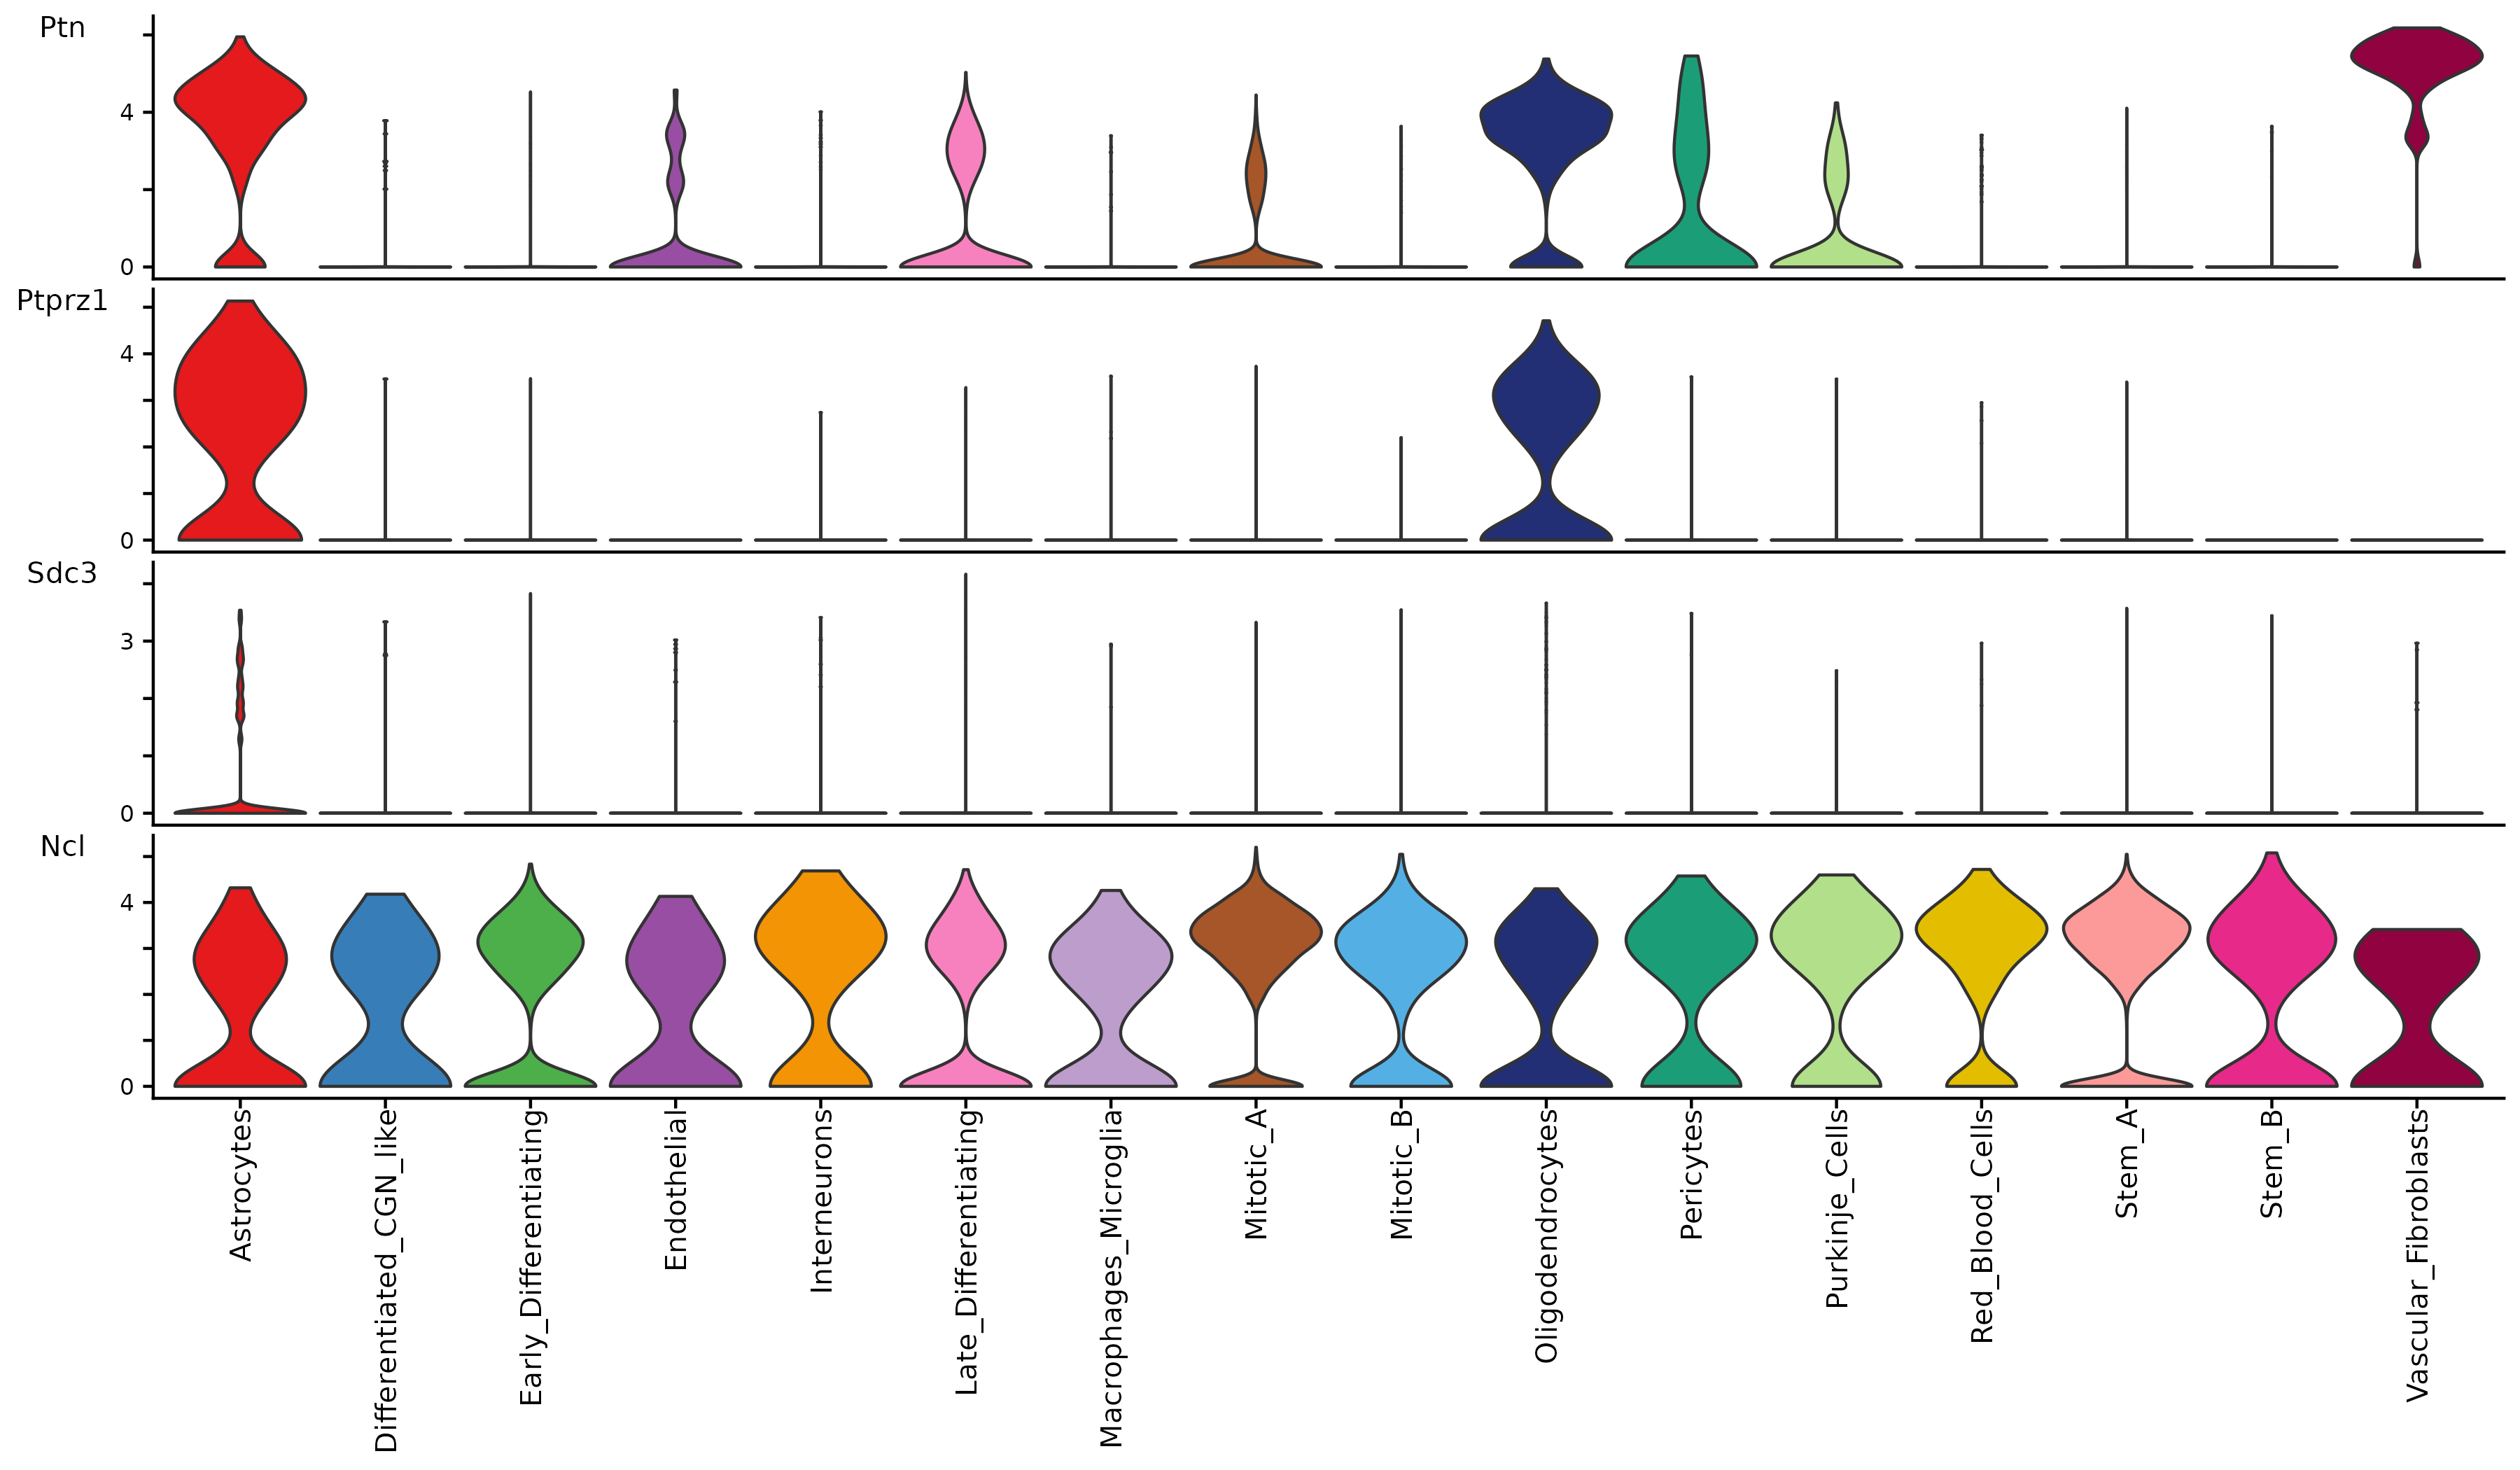 Ptn
4
0
Ptprz1
4
0
Sdc3
3
0
Ncl
4
0
Astrocytes
Differentiated_CGN_like
Early_Differentiating
Endothelial
Interneurons
Late_Differentiating
Macrophages_Microglia
Mitotic_A
Mitotic_B
Oligodendrocytes
Pericytes
Purkinje_Cells
Red_Blood_Cells
Stem_A
Stem_B
Vascular_Fibroblasts